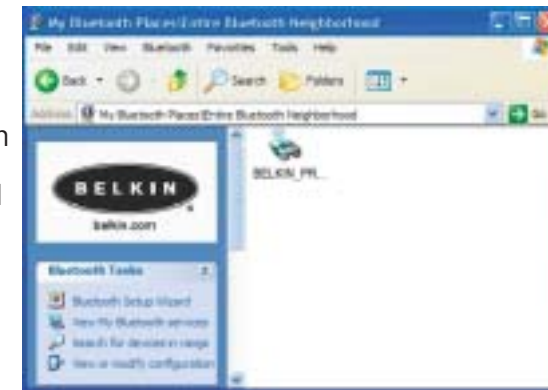 My Bluetooth Places\Entire Bluetooth Neighborhood
File Edit View Bluetooth Favorites Tools Help
Back Search Folders
Address My Bluetooth Places\Entire Bluetooth Neighborhood Go
n
BELKIN
belkin.com
BELKIN_PR...
Bluetooth Tasks
Bluetooth Setup Wizard
View My Bluetooth services
Search for devices in range
View or modify configuration